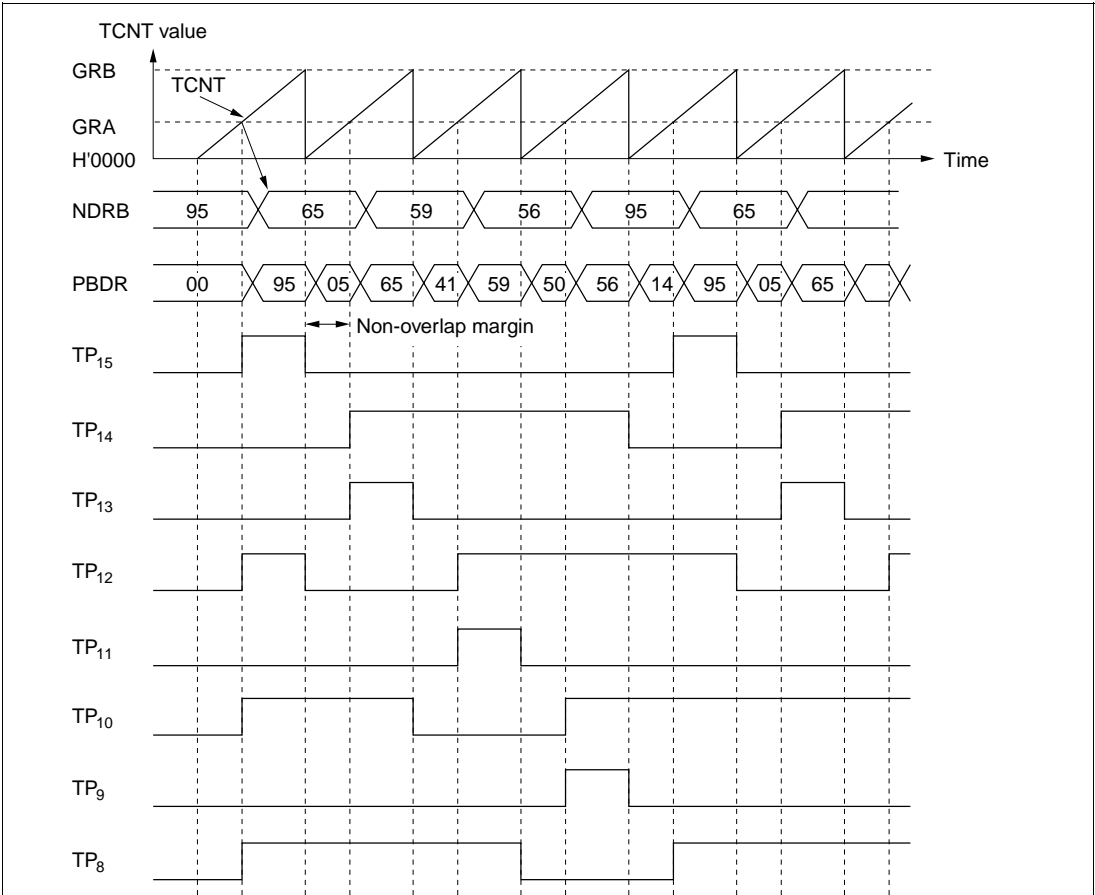 TCNT value
GRB
TCNT
GRA
H'0000
Time
NDRB 95 65 59 56 95 65
PBDR 00 95 05 65 41 59 50 56 14 95 05 65
Non-overlap margin
TP15
TP14
TP13
TP12
TP11
TP10
TP9
TP8